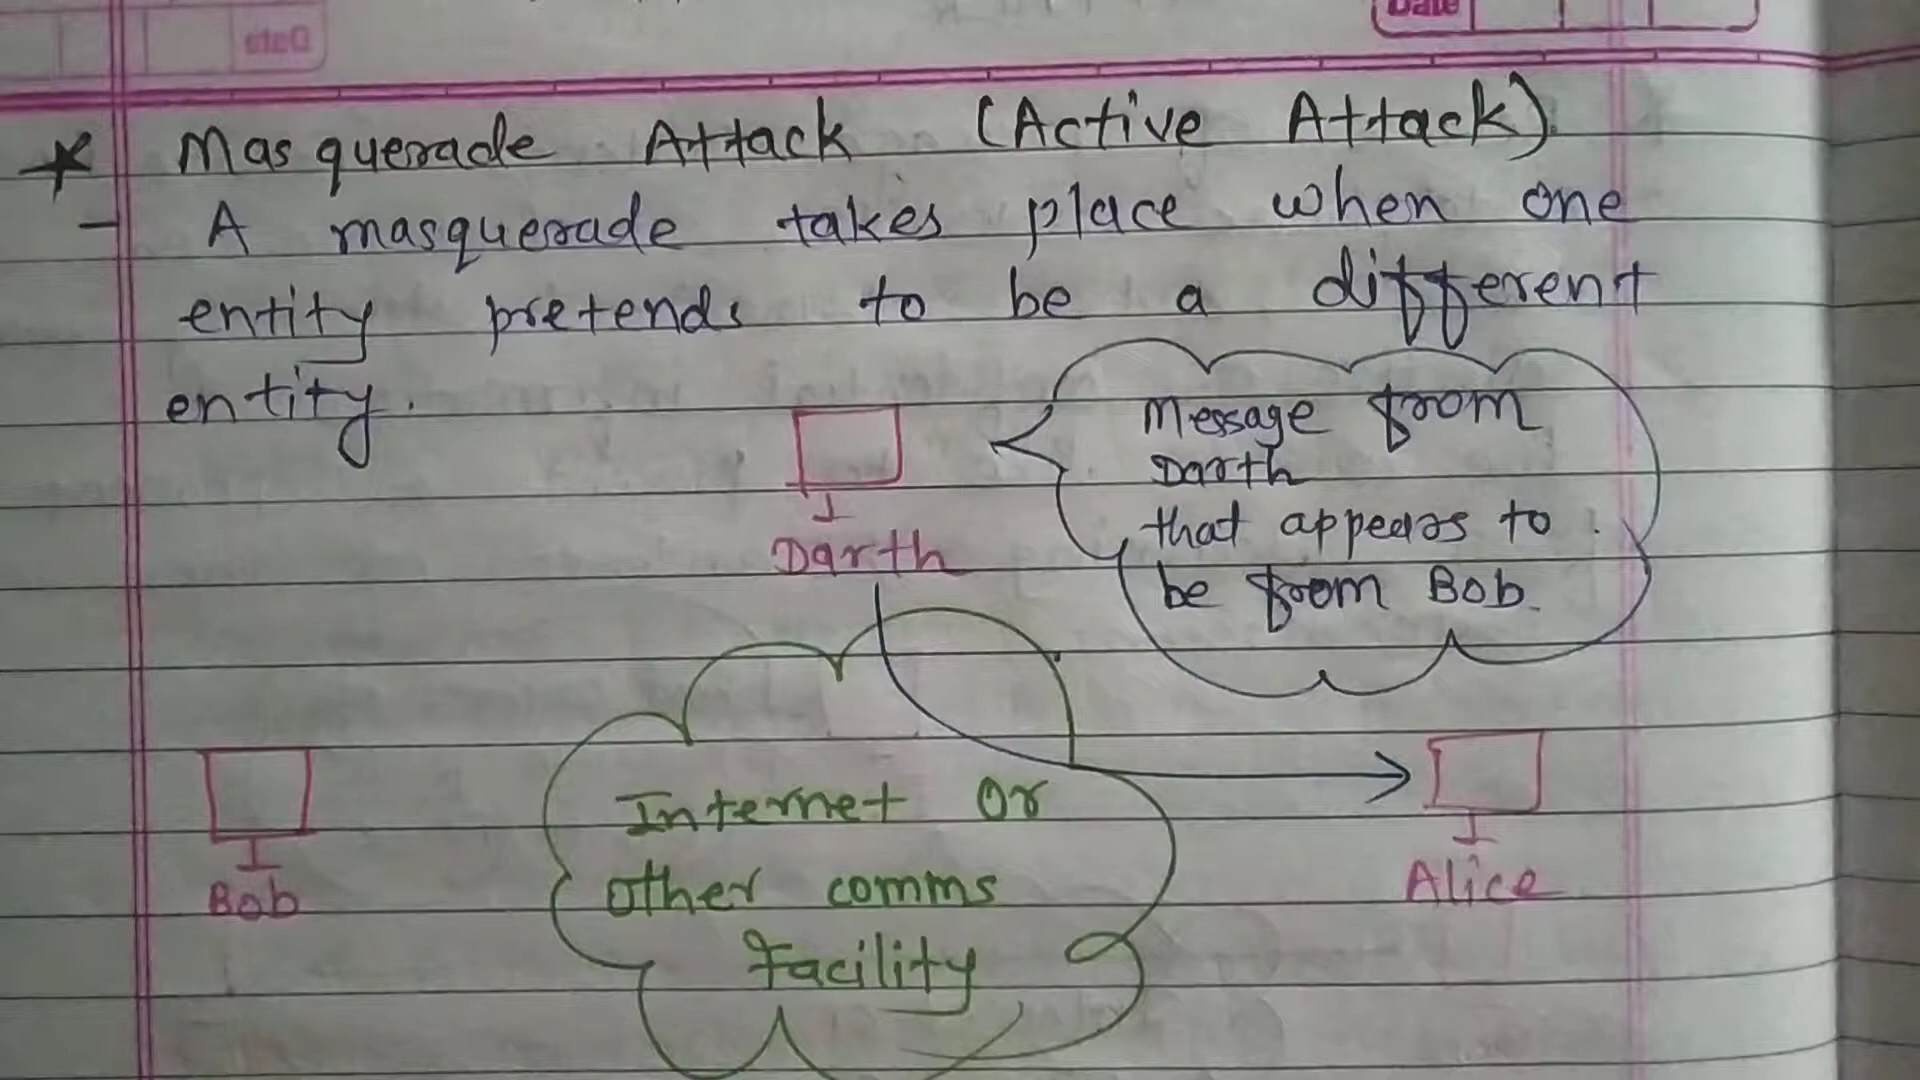 Date
★ Masquerade Attack (Active Attack).
- A masquerade takes place when one
entity pretends to be a different
entity.
Message from
Darth
that appears to
be from Bob.
Darth
Internet or
other comms
Facility
Bob
Alice